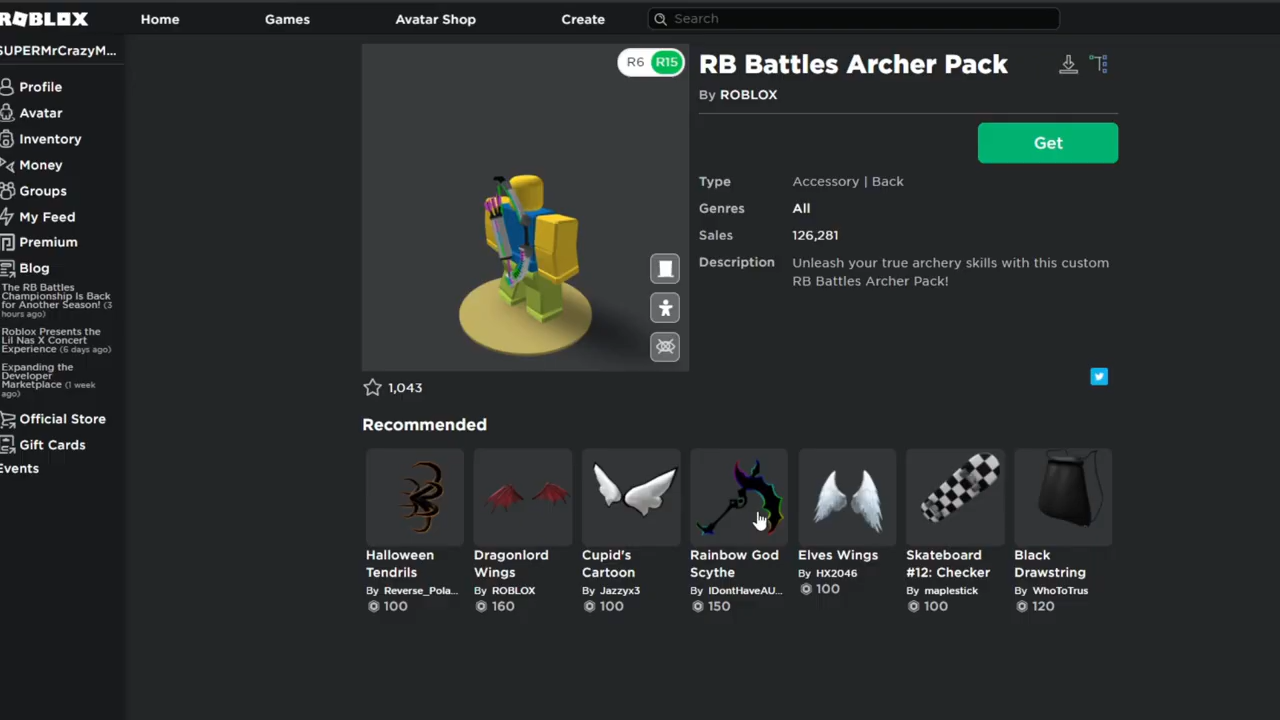 ROBLOX
Home
Games
Avatar Shop
Create
Search
SUPERMrCrazyM...
Profile
Avatar
Inventory
Money
Groups
My Feed
Premium
Blog
The RB Battles
Championship Is Back
for Another Season! (3
hours ago)
Roblox Presents the
Lil Nas X Concert
Experience (6 days ago)
Expanding the
Developer
Marketplace (1 week
ago)
Official Store
Gift Cards
Events
R6 R15
RB Battles Archer Pack
By ROBLOX
Get
Type Accessory | Back
Genres All
Sales 126,281
Description Unleash your true archery skills with this custom
RB Battles Archer Pack!
1,043
Recommended
Halloween
Tendrils
By Reverse_Pola...
100
Dragonlord
Wings
By ROBLOX
160
Cupid's
Cartoon
By Jazzyx3
100
Rainbow God
Scythe
By IDontHaveAU...
150
Elves Wings
By HX2046
100
Skateboard
#12: Checker
By maplestick
100
Black
Drawstring
By WhoToTrus
120